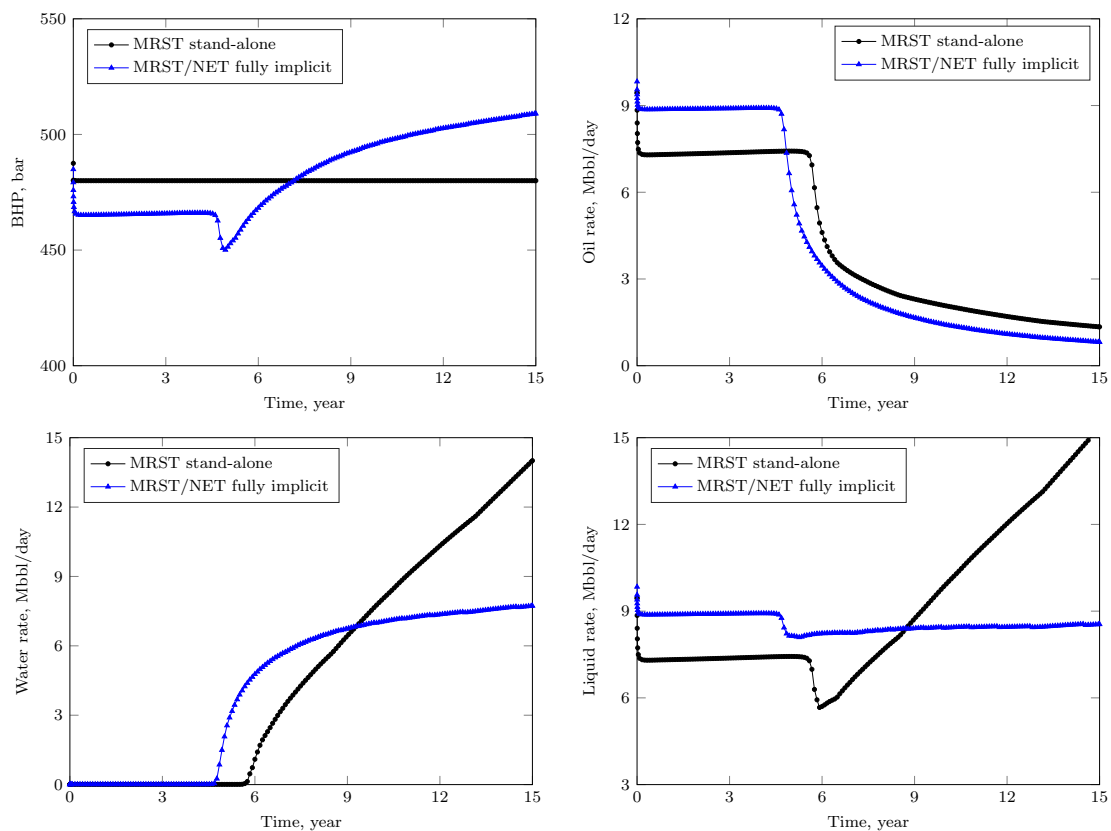 550
500
450
400
BHP, bar
MRST stand-alone
MRST/NET fully implicit
0 3 6 9 12 15
Time, year
12
9
6
3
0
Oil rate, Mbbl/day
MRST stand-alone
MRST/NET fully implicit
0 3 6 9 12 15
Time, year
15
12
9
6
3
0
Water rate, Mbbl/day
MRST stand-alone
MRST/NET fully implicit
0 3 6 9 12 15
Time, year
15
12
9
6
3
Liquid rate, Mbbl/day
MRST stand-alone
MRST/NET fully implicit
0 3 6 9 12 15
Time, year